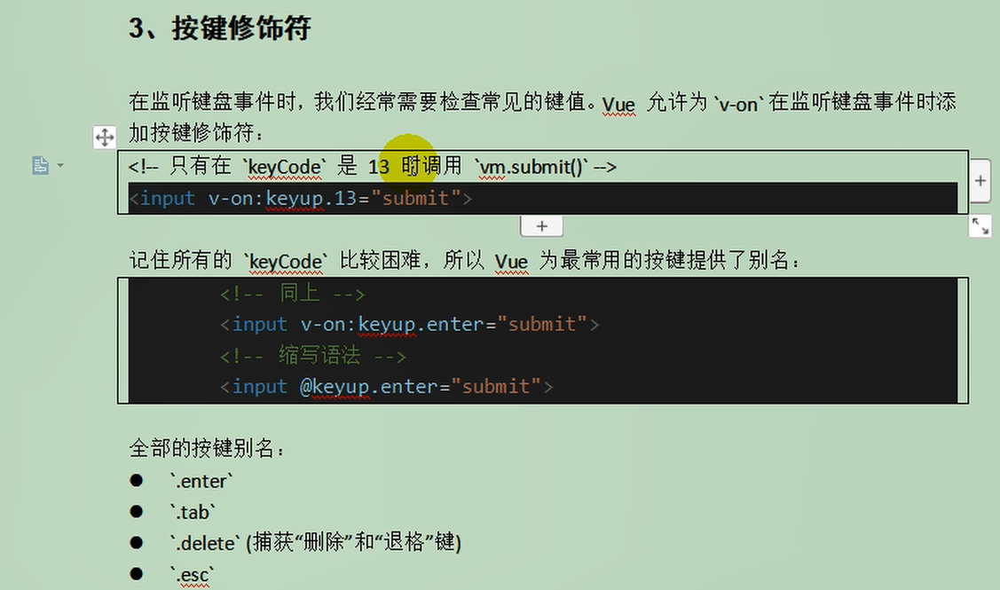 3、按键修饰符
在监听键盘事件时，我们经常需要检查常见的键值。Vue 允许为 `v-on` 在监听键盘事件时添
加按键修饰符：
<!-- 只有在 `keyCode` 是 13 时调用 `vm.submit()` -->
<input v-on:keyup.13="submit">
记住所有的 `keyCode` 比较困难，所以 Vue 为最常用的按键提供了别名：
<!-- 同上 -->
<input v-on:keyup.enter="submit">
<!-- 缩写语法 -->
<input @keyup.enter="submit">
全部的按键别名：
● `.enter`
● `.tab`
● `.delete` (捕获“删除”和“退格”键)
● `.esc`